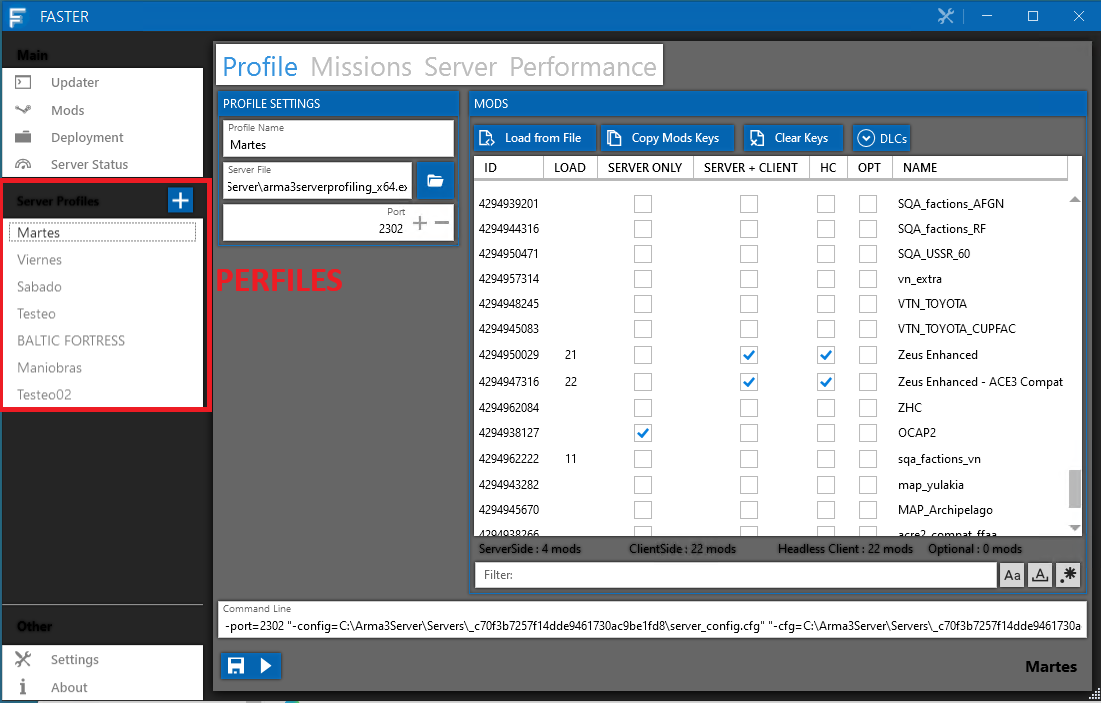 FASTER
Main
Updater
Mods
Deployment
Server Status
Server Profiles
Martes
Viernes
Sabado
Testeo
BALTIC FORTRESS
Maniobras
Testeo02
Other
Settings
About
Profile Missions Server Performance
PROFILE SETTINGS
Profile Name
Martes
Server File
Server\arma3serverprofiling_x64.ex
Port
2302
PERFILES
MODS
Load from File Copy Mods Keys Clear Keys DLCs
ID LOAD SERVER ONLY SERVER + CLIENT HC OPT NAME
4294939201 SQA_factions_AFGN
4294944316 SQA_factions_RF
4294950471 SQA_USSR_60
4294957314 vn_extra
4294948245 VTN_TOYOTA
4294945083 VTN_TOYOTA_CUPFAC
4294950029 21 Zeus Enhanced
4294947316 22 Zeus Enhanced - ACE3 Compat
4294962084 ZHC
4294938127 OCAP2
4294962222 11 sqa_factions_vn
4294943282 map_yulakia
4294945670 MAP_Archipelago
4294938266 acre2_compat_ffaa
ServerSide : 4 mods ClientSide : 22 mods Headless Client : 22 mods Optional : 0 mods
Filter: Aa A .*
Command Line
-port=2302 "-config=C:\Arma3Server\Servers\_c70f3b7257f14dde9461730ac9be1fd8\server_config.cfg" "-cfg=C:\Arma3Server\Servers\_c70f3b7257f14dde9461730a
Martes